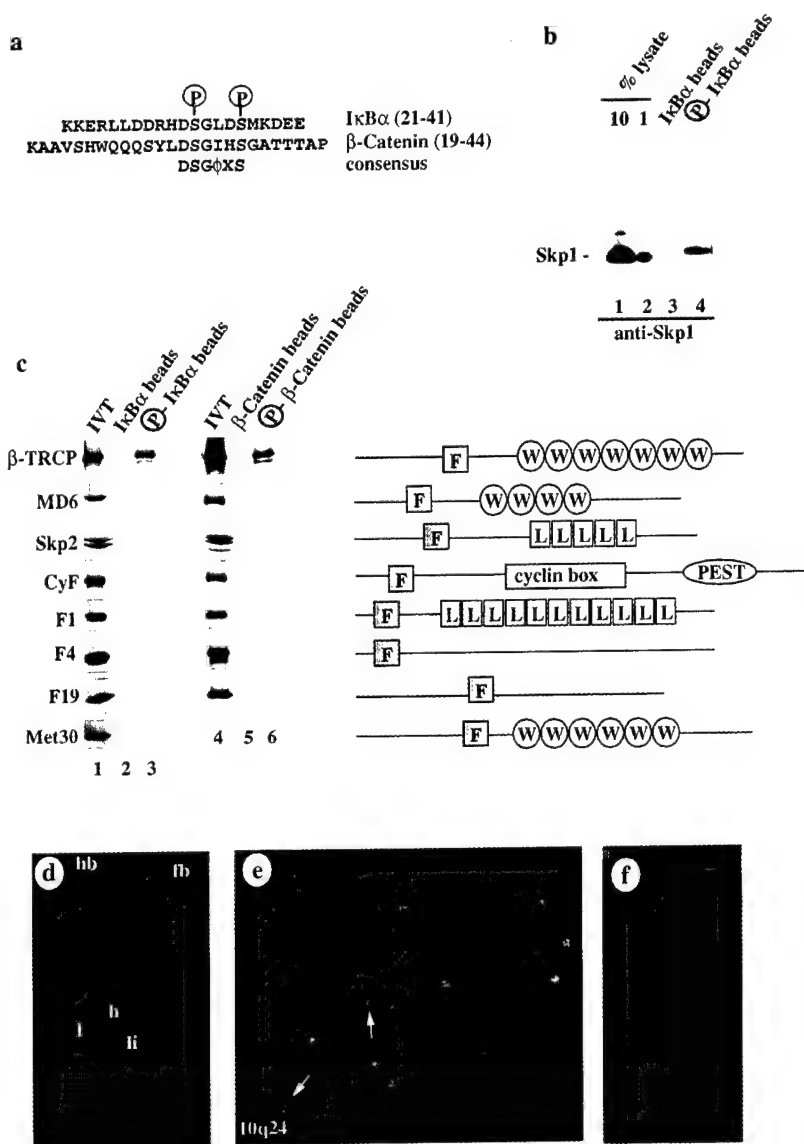 a
P P
KKERLLDDRHDSGLDSMKDEE IκBα (21-41)
KAAVSHWQQQSYLDSGIHSGATTTAP β-Catenin (19-44)
DSGϕXS consensus
b
% lysate
IκBα beads
P- IκBα beads
10 1
Skp1 -
1 2 3 4
anti-Skp1
c
IVT
IκBα beads
P- IκBα beads
IVT
β-Catenin beads
P- β-Catenin beads
β-TRCP F W W W W W W W
MD6 F W W W W
Skp2 F L L L L L
CyF F cyclin box PEST
F1 F L L L L L L L L L L
F4 F
F19 F
Met30 F W W W W W W
1 2 3 4 5 6
d hb fb
h
l
li
e
10q24
f